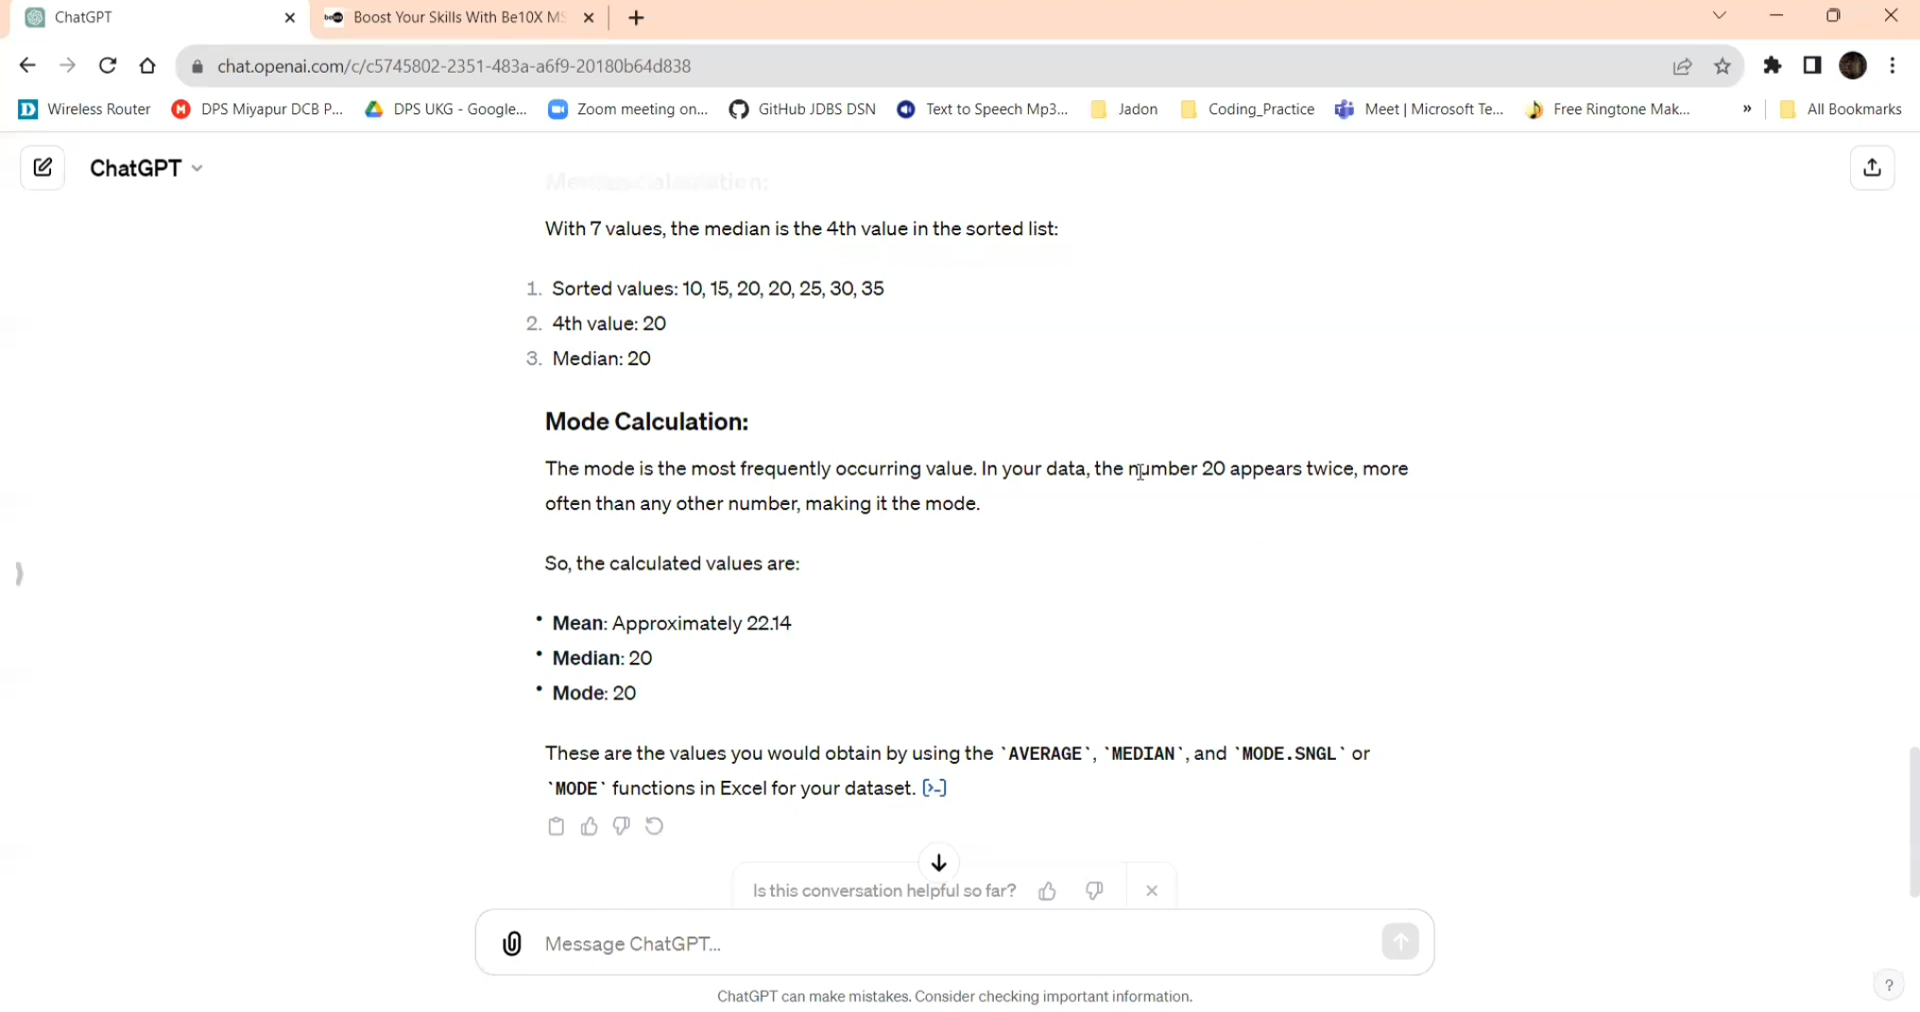 ChatGPT
Boost Your Skills With Be10X MS
chat.openai.com/c/c5745802-2351-483a-a6f9-20180b64d838
Wireless Router DPS Miyapur DCB P... DPS UKG - Google... Zoom meeting on... GitHub JDBS DSN Text to Speech Mp3... Jadon Coding_Practice Meet | Microsoft Te... Free Ringtone Mak... » All Bookmarks
ChatGPT
Median Calculation:
With 7 values, the median is the 4th value in the sorted list:
1. Sorted values: 10, 15, 20, 20, 25, 30, 35
2. 4th value: 20
3. Median: 20
Mode Calculation:
The mode is the most frequently occurring value. In your data, the number 20 appears twice, more
often than any other number, making it the mode.
So, the calculated values are:
• Mean: Approximately 22.14
• Median: 20
• Mode: 20
These are the values you would obtain by using the `AVERAGE`, `MEDIAN`, and `MODE.SNGL` or
`MODE` functions in Excel for your dataset. [>-]
Is this conversation helpful so far?
Message ChatGPT...
ChatGPT can make mistakes. Consider checking important information.
?